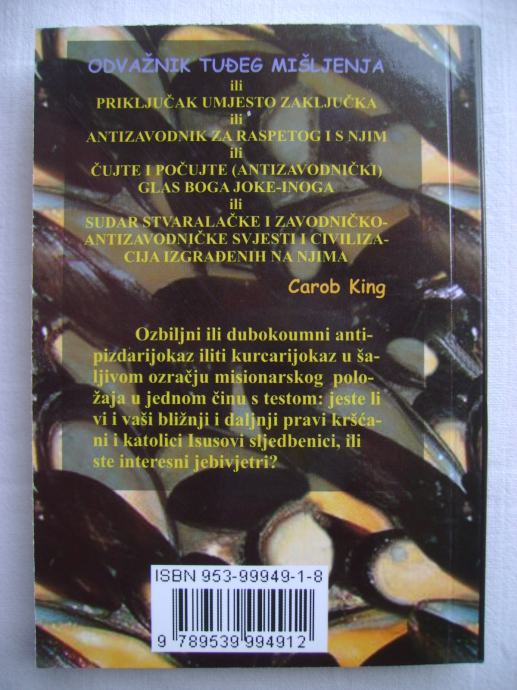 ODVAŽNIK TUĐEG MIŠLJENJA
ili
PRIKLJUČAK UMJESTO ZAKLJUČKA
ili
ANTIZAVODNIK ZA RASPETOG I S NJIM
ili
ČUJTE I POČUJTE (ANTIZAVODNIČKI)
GLAS BOGA JOKE-INOGA
ili
SUDAR STVARALAČKE I ZAVODNIČKO-
ANTIZAVODNIČKE SVJESTI I CIVILIZA-
CIJA IZGRAĐENIH NA NJIMA
Carob King
Ozbiljni ili dubokoumni anti-
pizdarijokaz iliti kurcarijokaz u ša-
ljivom ozračju misionarskog polo-
žaja u jednom činu s testom: jeste li
vi i vaši bližnji i daljnji pravi kršća-
ni i katolici Isusovi sljedbenici, ili
ste interesni jebivjetri?
ISBN 953-99949-1-8
9 789539 994912